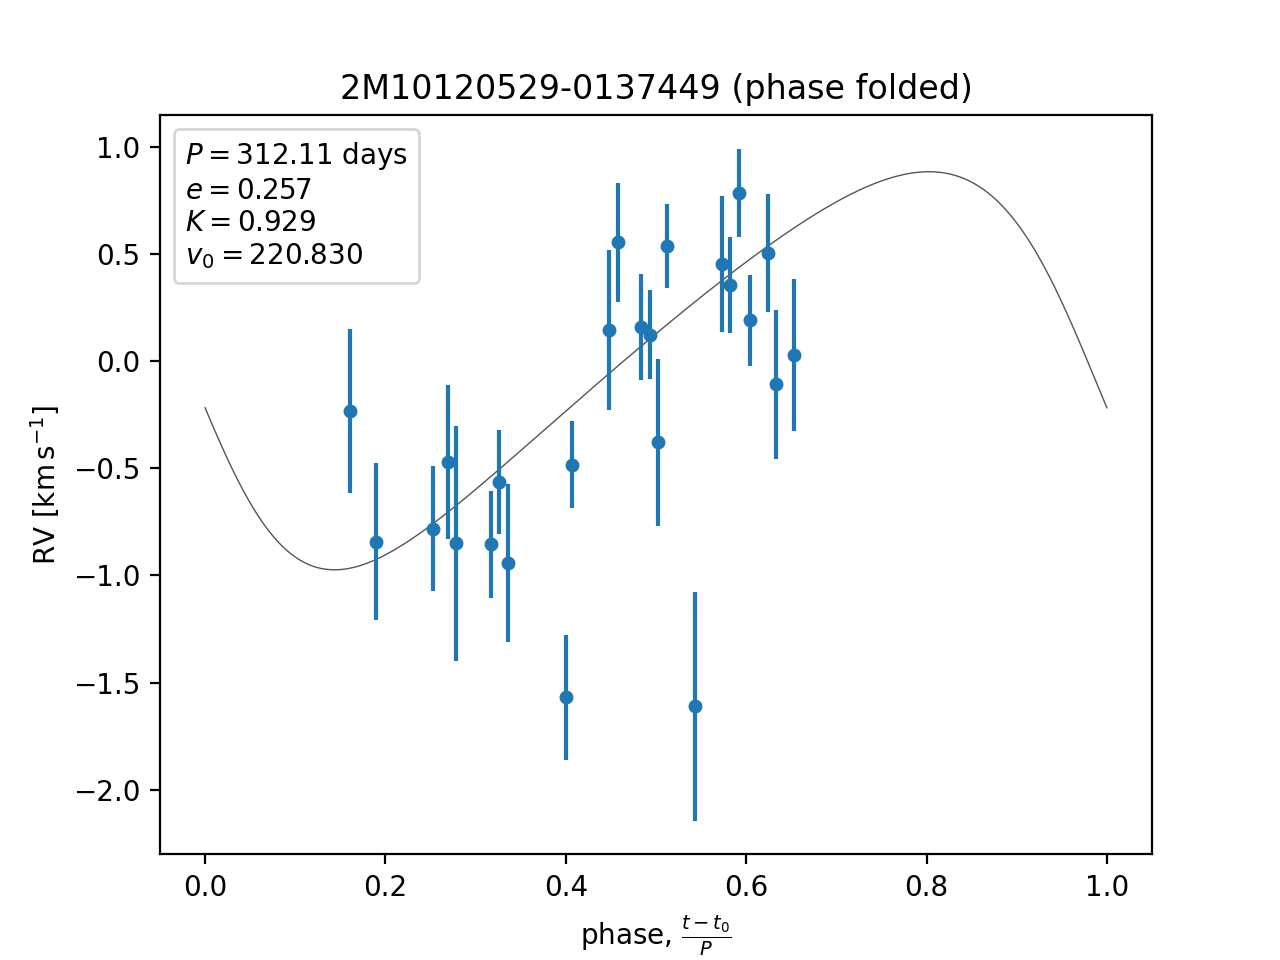 2M10120529-0137449 (phase folded)
P = 312.11 days
e = 0.257
K = 0.929
v₀ = 220.830
1.0
0.5
0.0
−0.5
−1.0
−1.5
−2.0
RV [km s⁻¹]
0.0 0.2 0.4 0.6 0.8 1.0
phase, (t − t₀)/P